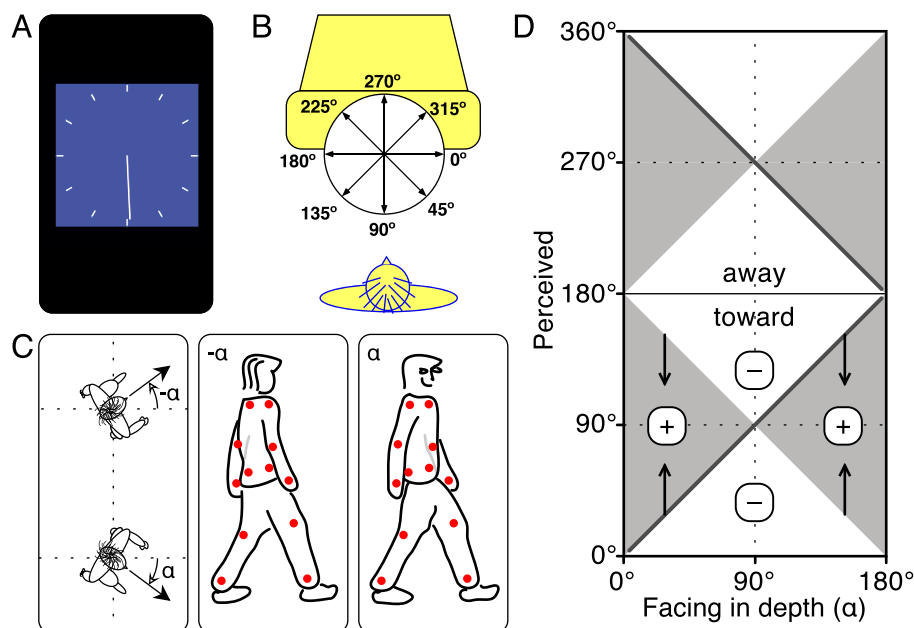 A
B
270°
225°
315°
180°
0°
135°
45°
90°
C
-α
α
-α
α
D
360°
270°
away
180°
toward
−
Perceived
90°
+
+
−
0°
0°
90°
180°
Facing in depth (α)